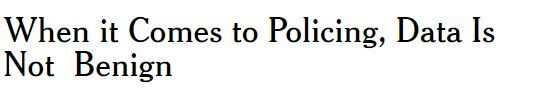 When it Comes to Policing, Data Is
Not Benign